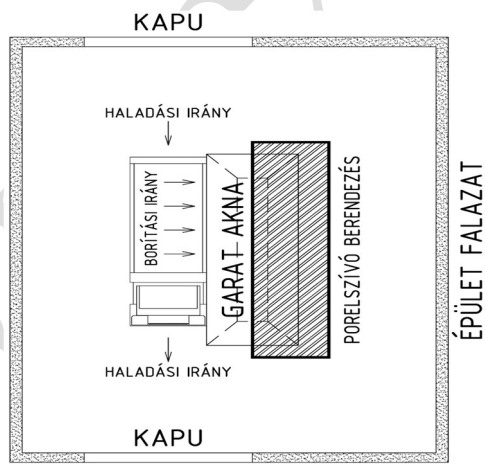 KAPU
HALADÁSI IRÁNY
BORÍTÁSI IRÁNY
GARAT AKNA
PORELSZÍVÓ BERENDEZÉS
ÉPÜLET FALAZAT
HALADÁSI IRÁNY
KAPU